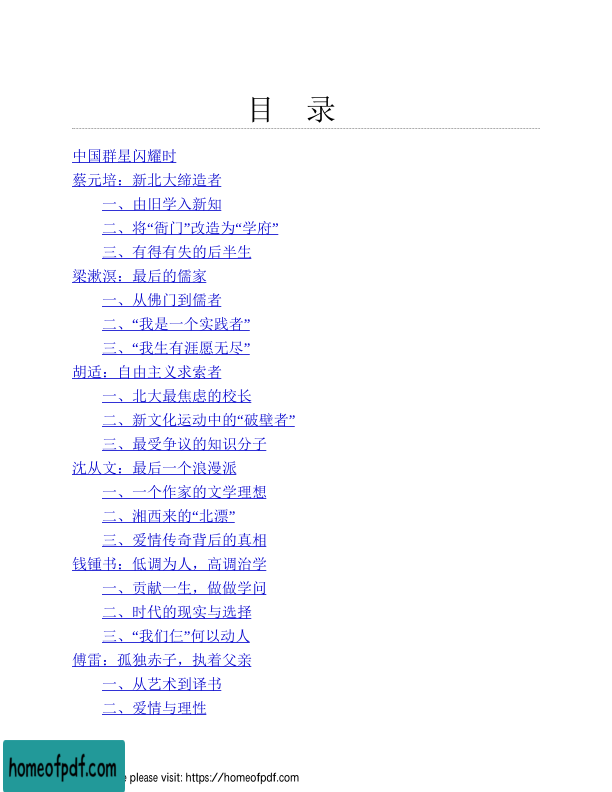 目 录
中国群星闪耀时
蔡元培：新北大缔造者
一、由旧学入新知
二、将“衙门”改造为“学府”
三、有得有失的后半生
梁漱溟：最后的儒家
一、从佛门到儒者
二、“我是一个实践者”
三、“我生有涯愿无尽”
胡适：自由主义求索者
一、北大最焦虑的校长
二、新文化运动中的“破壁者”
三、最受争议的知识分子
沈从文：最后一个浪漫派
一、一个作家的文学理想
二、湘西来的“北漂”
三、爱情传奇背后的真相
钱锺书：低调为人，高调治学
一、贡献一生，做做学问
二、时代的现实与选择
三、“我们仨”何以动人
傅雷：孤独赤子，执着父亲
一、从艺术到译书
二、爱情与理性
homeofpdf.com
please visit: https://homeofpdf.com